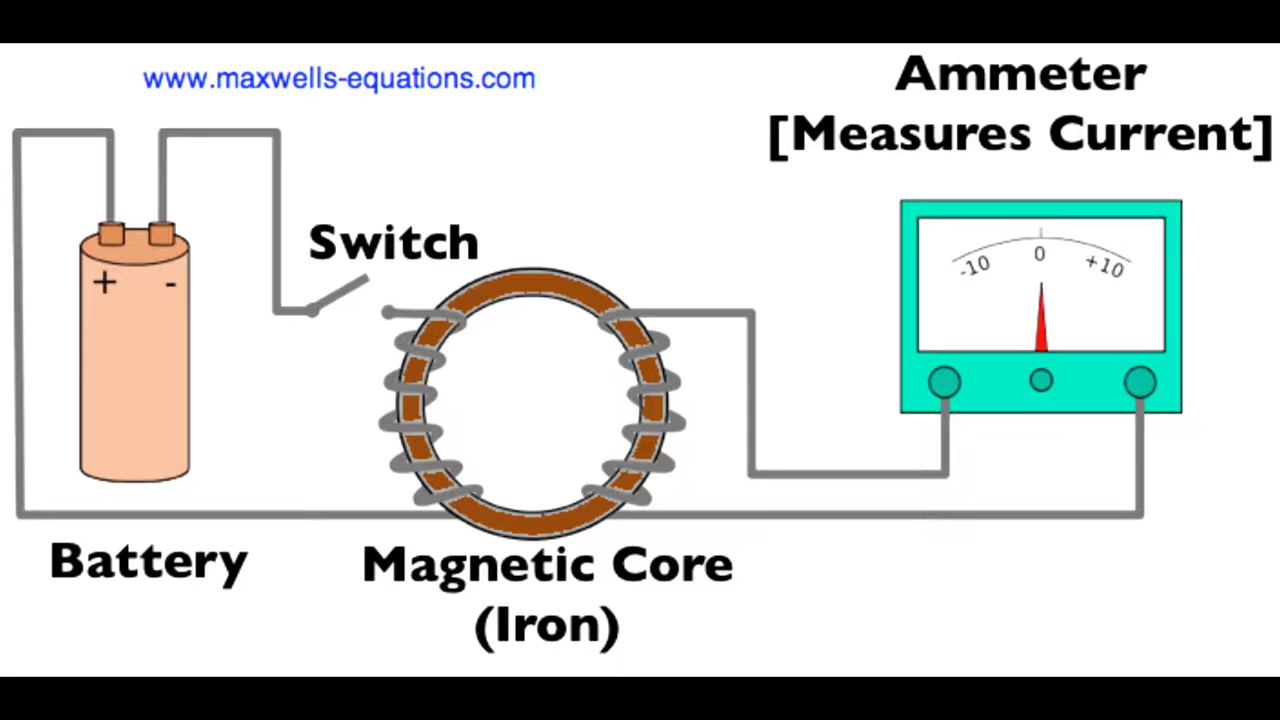 www.maxwells-equations.com
Ammeter
[Measures Current]
Switch
-10
0
+10
+
-
Battery
Magnetic Core
(Iron)